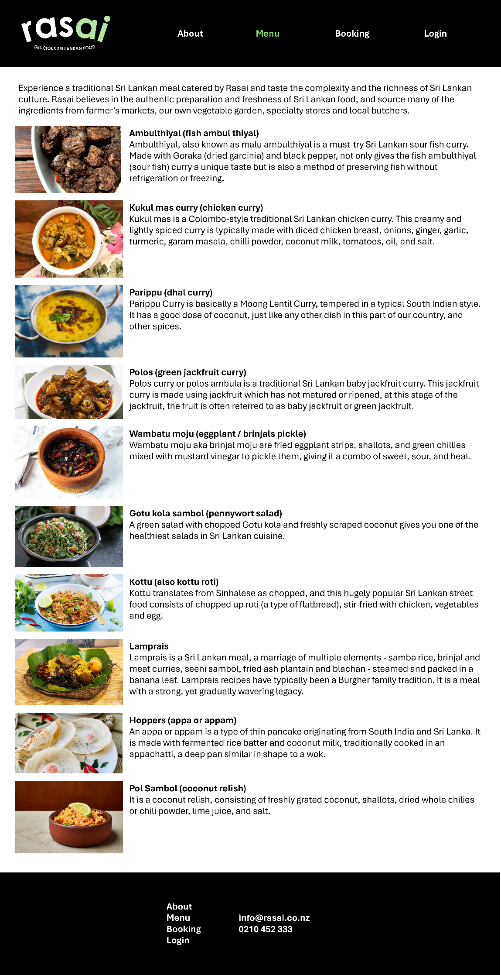 rasai
About
Menu
Booking
Login
Experience a traditional Sri Lankan meal catered by Rasai and taste the complexity and the richness of Sri Lankan
culture. Rasai believes in the authentic preparation and freshness of Sri Lankan food, and source many of the
ingredients from farmer's markets, our own vegetable garden, specialty stores and local butchers.
Ambulthiyal (fish ambul thiyal)
Ambulthiyal, also known as malu ambulthiyal is a must-try Sri Lankan sour fish curry.
Made with Goraka (dried garcinia) and black pepper, not only gives the fish ambulthiyal
(sour fish) curry a unique taste but is also a method of preserving fish without
refrigeration or freezing.
Kukul mas curry (chicken curry)
Kukul mas is a Colombo-style traditional Sri Lankan chicken curry. This creamy and
lightly spiced curry is typically made with diced chicken breast, onions, ginger, garlic,
turmeric, garam masala, chilli powder, coconut milk, tomatoes, oil, and salt.
Parippu (dhal curry)
Parippu Curry is basically a Moong Lentil Curry, tempered in a typical South Indian style.
It has a good dose of coconut, just like any other dish in this part of our country, and
other spices.
Polos (green jackfruit curry)
Polos curry or polos ambula is a traditional Sri Lankan baby jackfruit curry. This jackfruit
curry is made using jackfruit which has not matured or ripened, at this stage of the
jackfruit, the fruit is often referred to as baby jackfruit or green jackfruit.
Wambatu moju (eggplant / brinjals pickle)
Wambatu moju aka brinjal moju are fried eggplant strips, shallots, and green chillies
mixed with mustard vinegar to pickle them, giving it a combo of sweet, sour, and heat.
Gotu kola sambol (pennywort salad)
A green salad with chopped Gotu kola and freshly scraped coconut gives you one of the
healthiest salads in Sri Lankan cuisine.
Kottu (also kottu roti)
Kottu translates from Sinhalese as chopped, and this hugely popular Sri Lankan street
food consists of chopped up roti (a type of flatbread), stir-fried with chicken, vegetables
and egg.
Lamprais
Lamprais is a Sri Lankan meal, a marriage of multiple elements - samba rice, brinjal and
meat curries, seeni sambol, fried ash plantain and blachan - steamed and packed in a
banana leaf. Lamprais recipes have typically been a Burgher family tradition. It is a meal
with a strong, yet gradually wavering legacy.
Hoppers (appa or appam)
An appa or appam is a type of thin pancake originating from South India and Sri Lanka. It
is made with fermented rice batter and coconut milk, traditionally cooked in an
appachatti, a deep pan similar in shape to a wok.
Pol Sambol (coconut relish)
It is a coconut relish, consisting of freshly grated coconut, shallots, dried whole chilies
or chili powder, lime juice, and salt.
About
Menu
Booking
Login
info@rasai.co.nz
0210 452 333